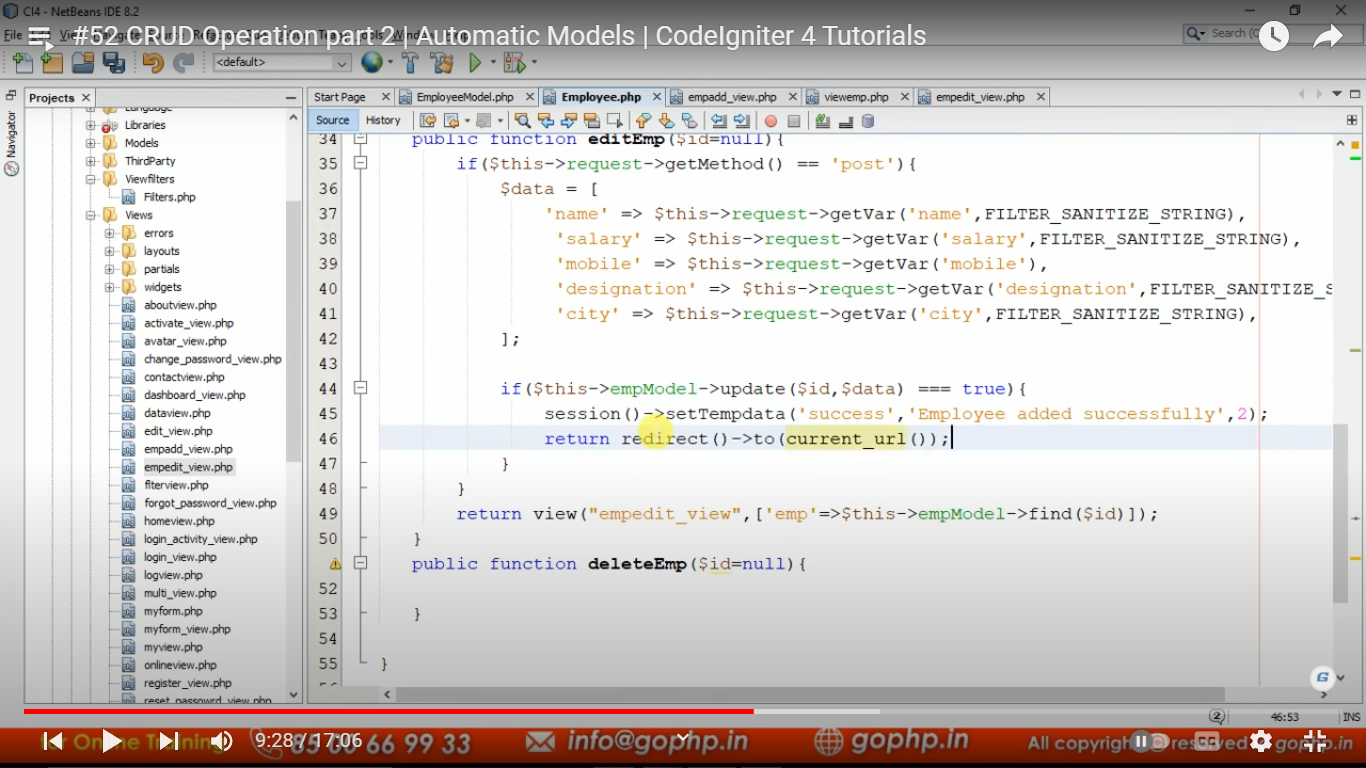 CI4 - NetBeans IDE 8.2
#52 CRUD Operation part 2 | Automatic Models | CodeIgniter 4 Tutorials
File
Search (C
<default>
Projects
Navigator
Start Page
EmployeeModel.php
Employee.php
empadd_view.php
viewemp.php
empedit_view.php
Source
History
Language
Libraries
Models
ThirdParty
Viewfilters
Filters.php
Views
errors
layouts
partials
widgets
aboutview.php
activate_view.php
avatar_view.php
change_password_view.php
contactview.php
dashboard_view.php
dataview.php
edit_view.php
empadd_view.php
empedit_view.php
fiterview.php
forgot_password_view.php
homeview.php
login_activity_view.php
login_view.php
logview.php
multi_view.php
myform.php
myform_view.php
myview.php
onlineview.php
register_view.php
reset_passowrd_view.php
34 public function editEmp($id=null){
35 if($this->request->getMethod() == 'post'){
36 $data = [
37 'name' => $this->request->getVar('name',FILTER_SANITIZE_STRING),
38 'salary' => $this->request->getVar('salary',FILTER_SANITIZE_STRING),
39 'mobile' => $this->request->getVar('mobile'),
40 'designation' => $this->request->getVar('designation',FILTER_SANITIZE_S
41 'city' => $this->request->getVar('city',FILTER_SANITIZE_STRING),
42 ];
43
44 if($this->empModel->update($id,$data) === true){
45 session()->setTempdata('success','Employee added successfully',2);
46 return redirect()->to(current_url());
47 }
48 }
49 return view("empedit_view",['emp'=>$this->empModel->find($id)]);
50 }
public function deleteEmp($id=null){
52
53 }
54
55 }
2
46:53
INS
for Online Training
9:28 / 17:06
85 00 66 99 33
info@gophp.in
gophp.in
All copyright
reserved
gophp.in
CC